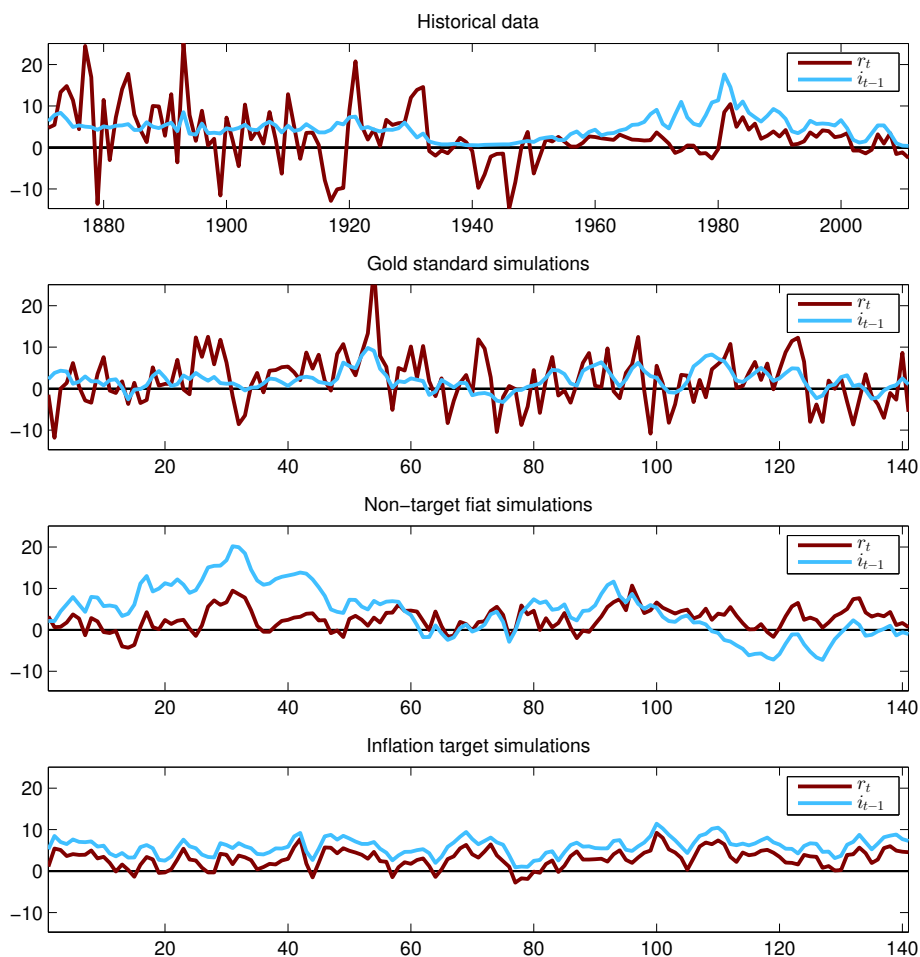 Historical data
20
10
0
−10
r_t
i_{t−1}
1880 1900 1920 1940 1960 1980 2000
Gold standard simulations
20
10
0
−10
r_t
i_{t−1}
20 40 60 80 100 120 140
Non−target fiat simulations
20
10
0
−10
r_t
i_{t−1}
20 40 60 80 100 120 140
Inflation target simulations
20
10
0
−10
r_t
i_{t−1}
20 40 60 80 100 120 140